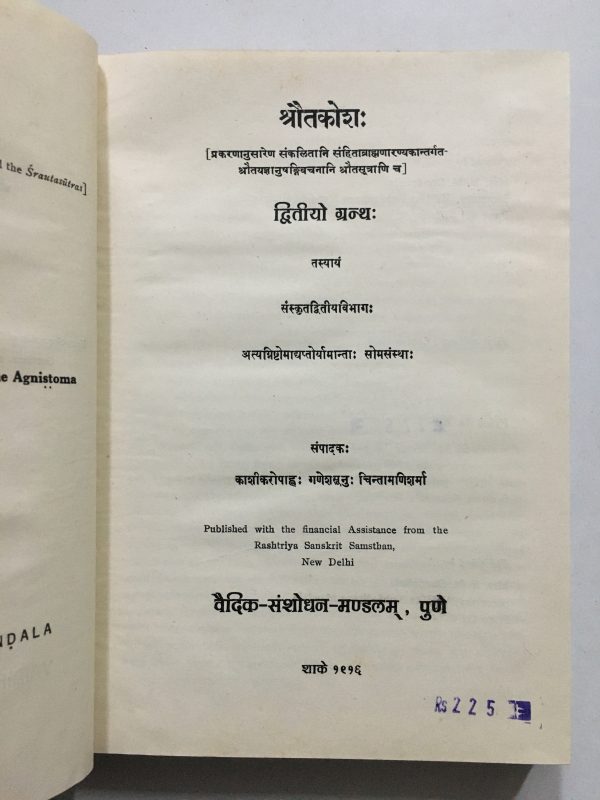 the Śrautasūtras]
e Agniṣṭoma
ṆḌALA
श्रौतकोशः
[प्रकरणानुसारेण संकलितानि संहिताब्राह्मणारण्यकान्तर्गत-
श्रौतयज्ञानुषङ्गिवचनानि श्रौतसूत्राणि च]
द्वितीयो ग्रन्थः
तस्यायं
संस्कृतद्वितीयविभागः
अत्यग्निष्टोमाद्यप्तोर्यामान्ताः सोमसंस्थाः
संपादकः
काशीकरोपाह्वः गणेशसूनुः चिन्तामणिशर्मा
Published with the financial Assistance from the
Rashtriya Sanskrit Samsthan,
New Delhi
वैदिक-संशोधन-मण्डलम्, पुणे
शाके १९१६
Rs 225